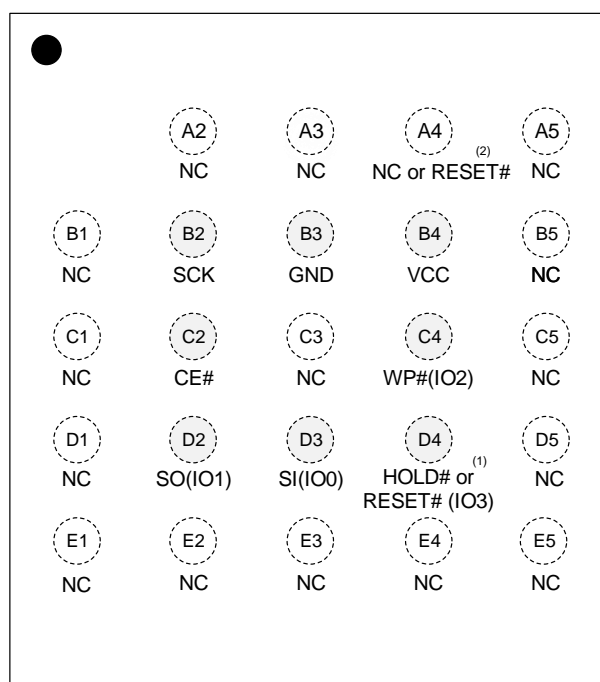 A2 A3 A4 A5
(2)
NC NC NC or RESET# NC
B1 B2 B3 B4 B5
NC SCK GND VCC NC
C1 C2 C3 C4 C5
NC CE# NC WP#(IO2) NC
D1 D2 D3 D4 D5
(1)
NC SO(IO1) SI(IO0) HOLD# or NC
RESET# (IO3)
E1 E2 E3 E4 E5
NC NC NC NC NC